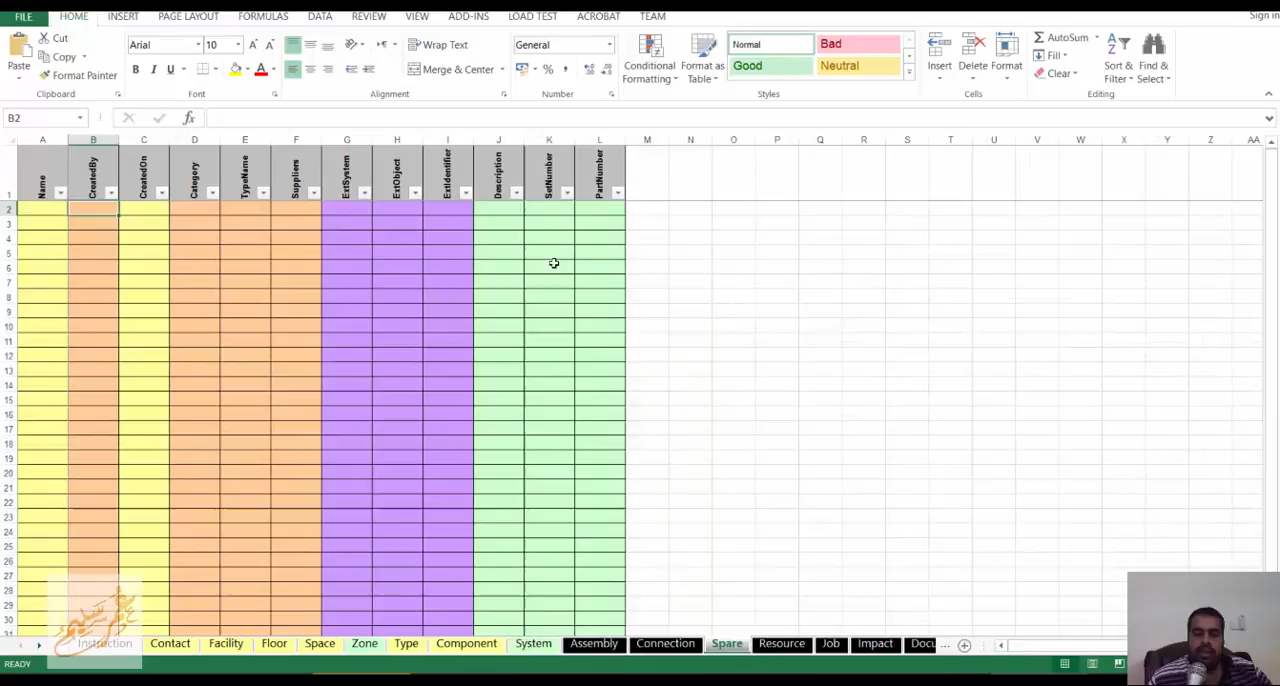 FILE HOME INSERT PAGE LAYOUT FORMULAS DATA REVIEW VIEW ADD-INS LOAD TEST ACROBAT TEAM Sign in
Paste
Cut
Copy
Format Painter
Clipboard
Arial 10
B I U
Font
Wrap Text
Merge & Center
Alignment
General
Number
Conditional Formatting
Format as Table
Normal Bad
Good Neutral
Styles
Insert Delete Format
Cells
AutoSum
Fill
Clear
Sort & Filter
Find & Select
Editing
B2
fx
A B C D E F G H I J K L M N O P Q R S T U V W X Y Z AA
1 Name CreatedBy CreatedOn Category TypeName Suppliers ExtSystem ExtObject ExtIdentifier Description SetNumber PartNumber
2
3
4
5
6
7
8
9
10
11
12
13
14
15
16
17
18
19
20
21
22
23
24
25
26
27
28
29
30
31
عمر سليم
Instruction Contact Facility Floor Space Zone Type Component System Assembly Connection Spare Resource Job Impact Docu ...
READY